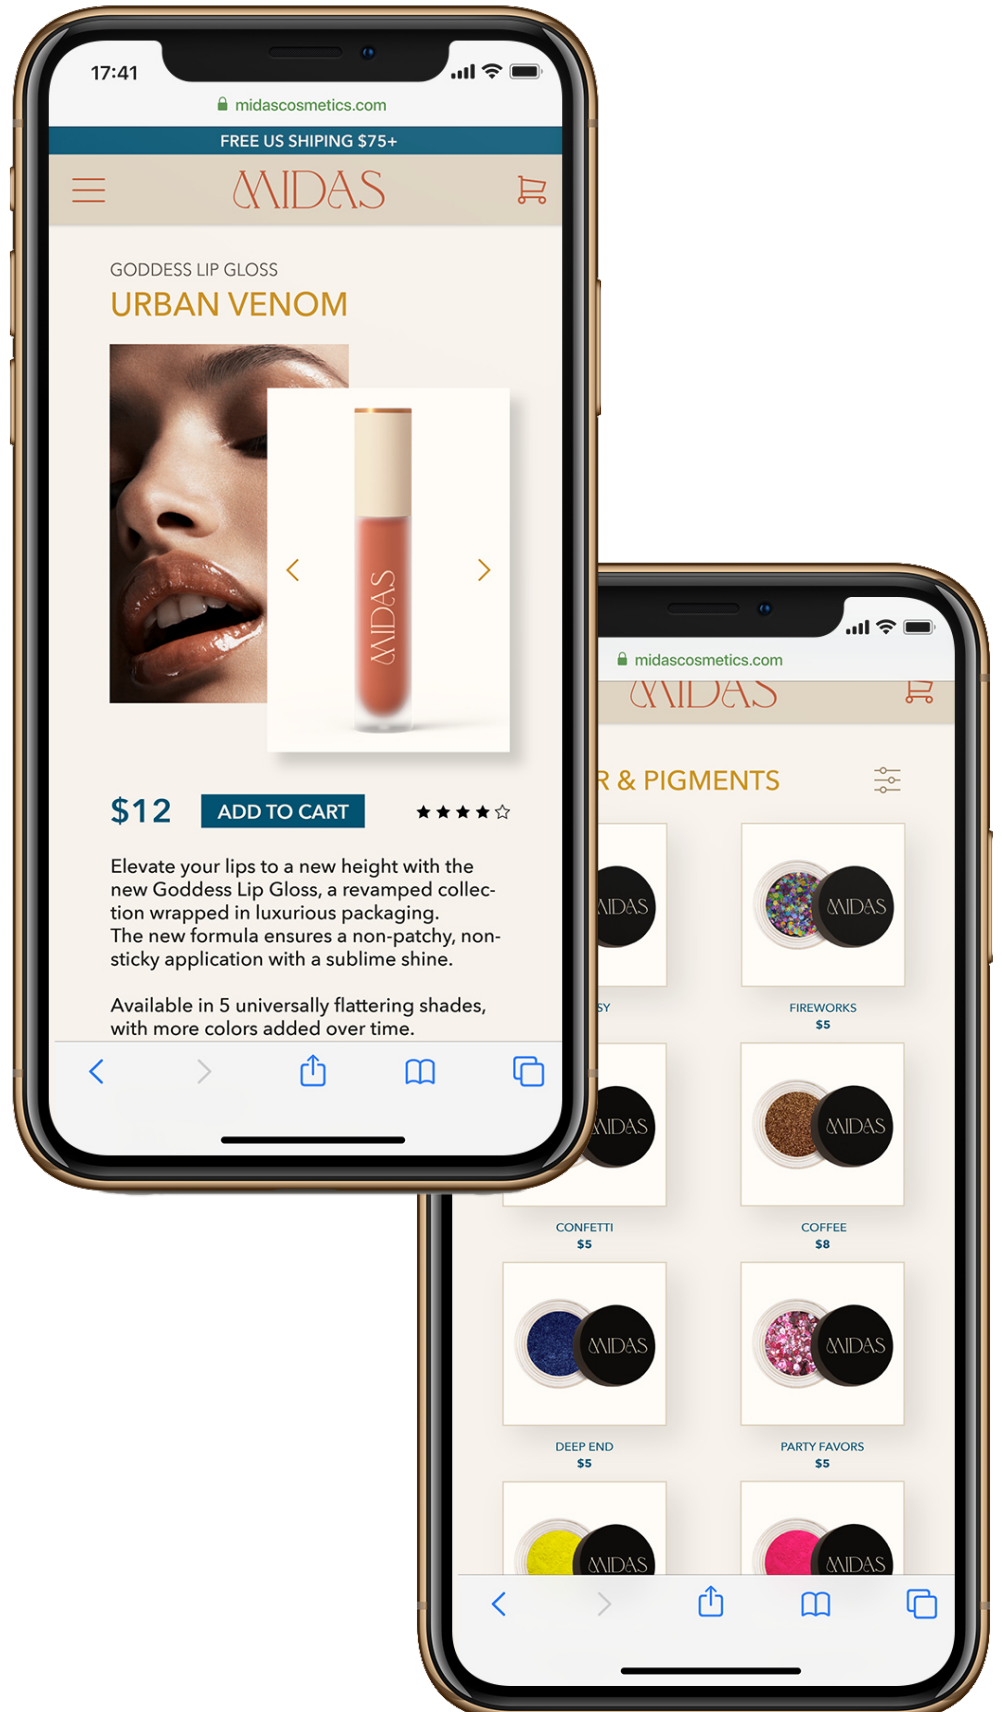 17:41
midascosmetics.com
FREE US SHIPING $75+
MIDAS
GODDESS LIP GLOSS
URBAN VENOM
MIDAS
$12
ADD TO CART
Elevate your lips to a new height with the
new Goddess Lip Gloss, a revamped collec-
tion wrapped in luxurious packaging.
The new formula ensures a non-patchy, non-
sticky application with a sublime shine.
Available in 5 universally flattering shades,
with more colors added over time.
midascosmetics.com
MIDAS
R & PIGMENTS
MIDAS
MIDAS
SY
FIREWORKS
$5
MIDAS
MIDAS
CONFETTI
$5
COFFEE
$8
MIDAS
MIDAS
DEEP END
$5
PARTY FAVORS
$5
MIDAS
MIDAS